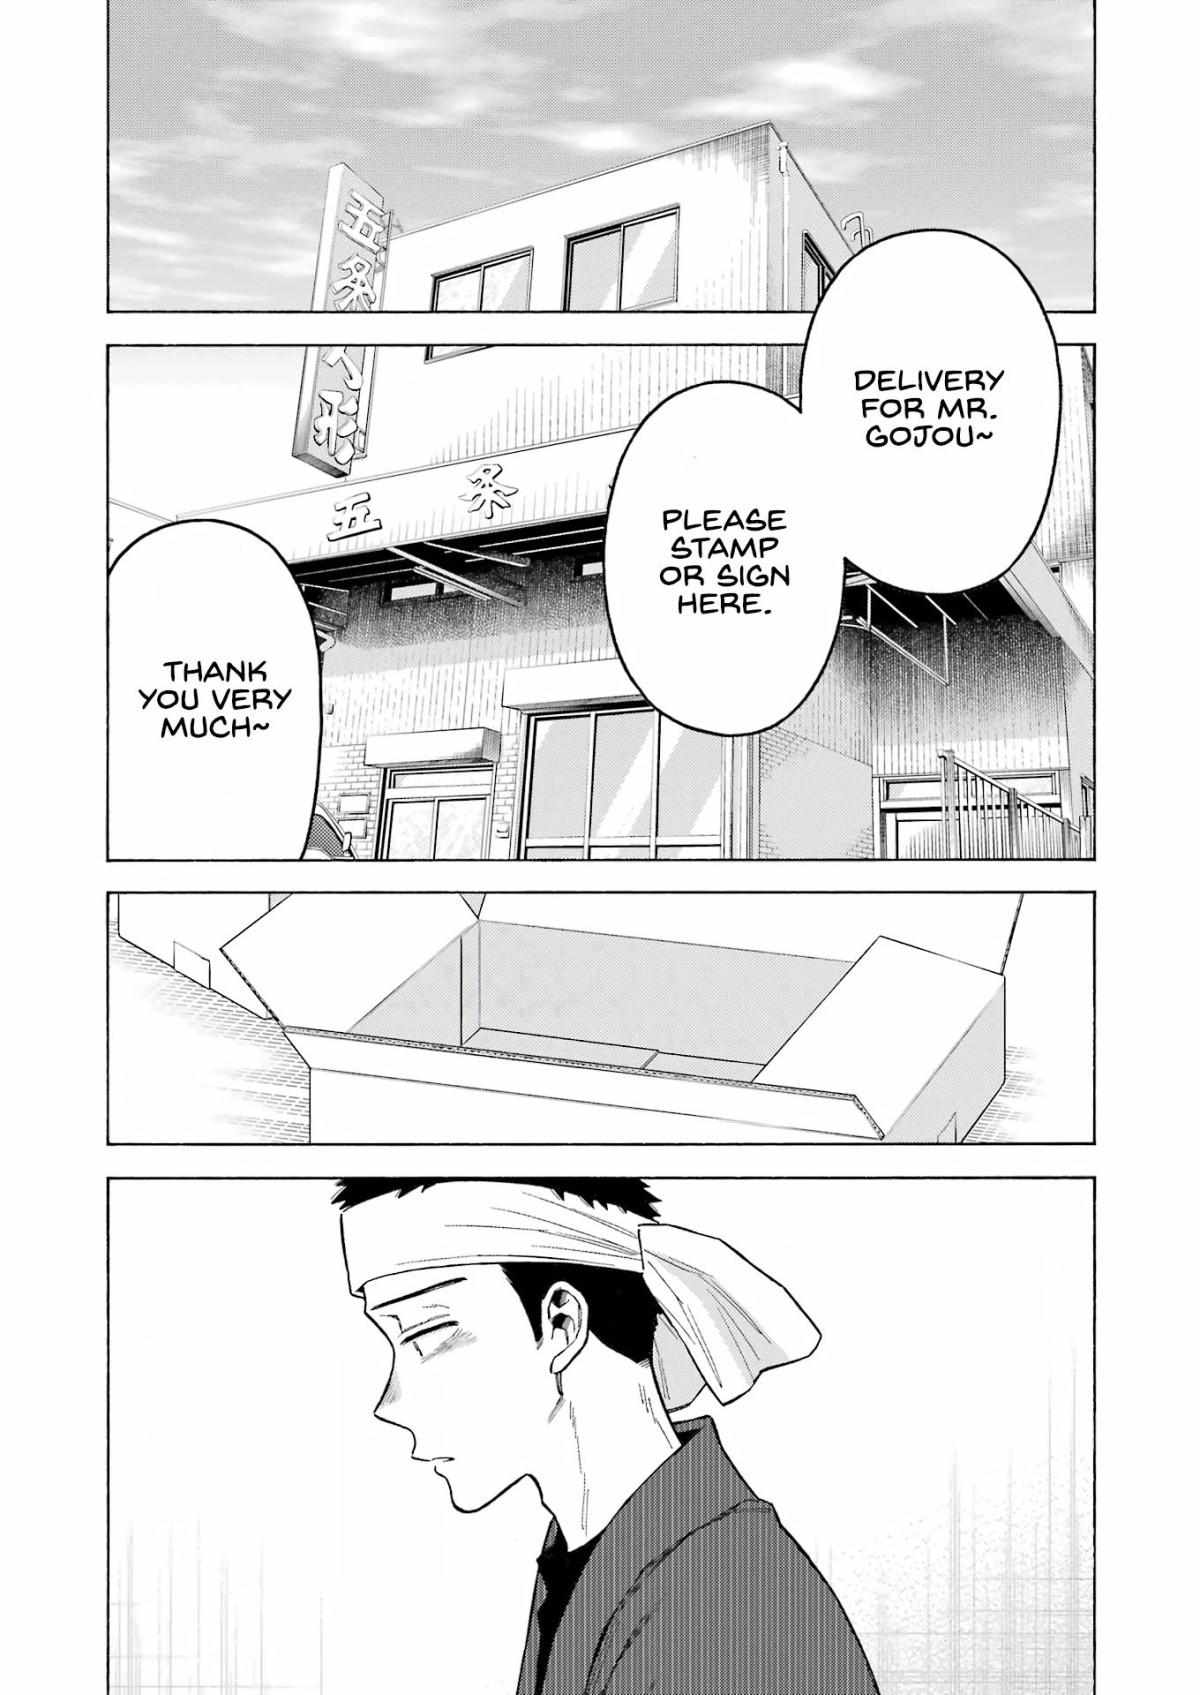 五条人形
DELIVERY
FOR MR.
GOJOU~
PLEASE
STAMP
OR SIGN
HERE.
五条
THANK
YOU VERY
MUCH~